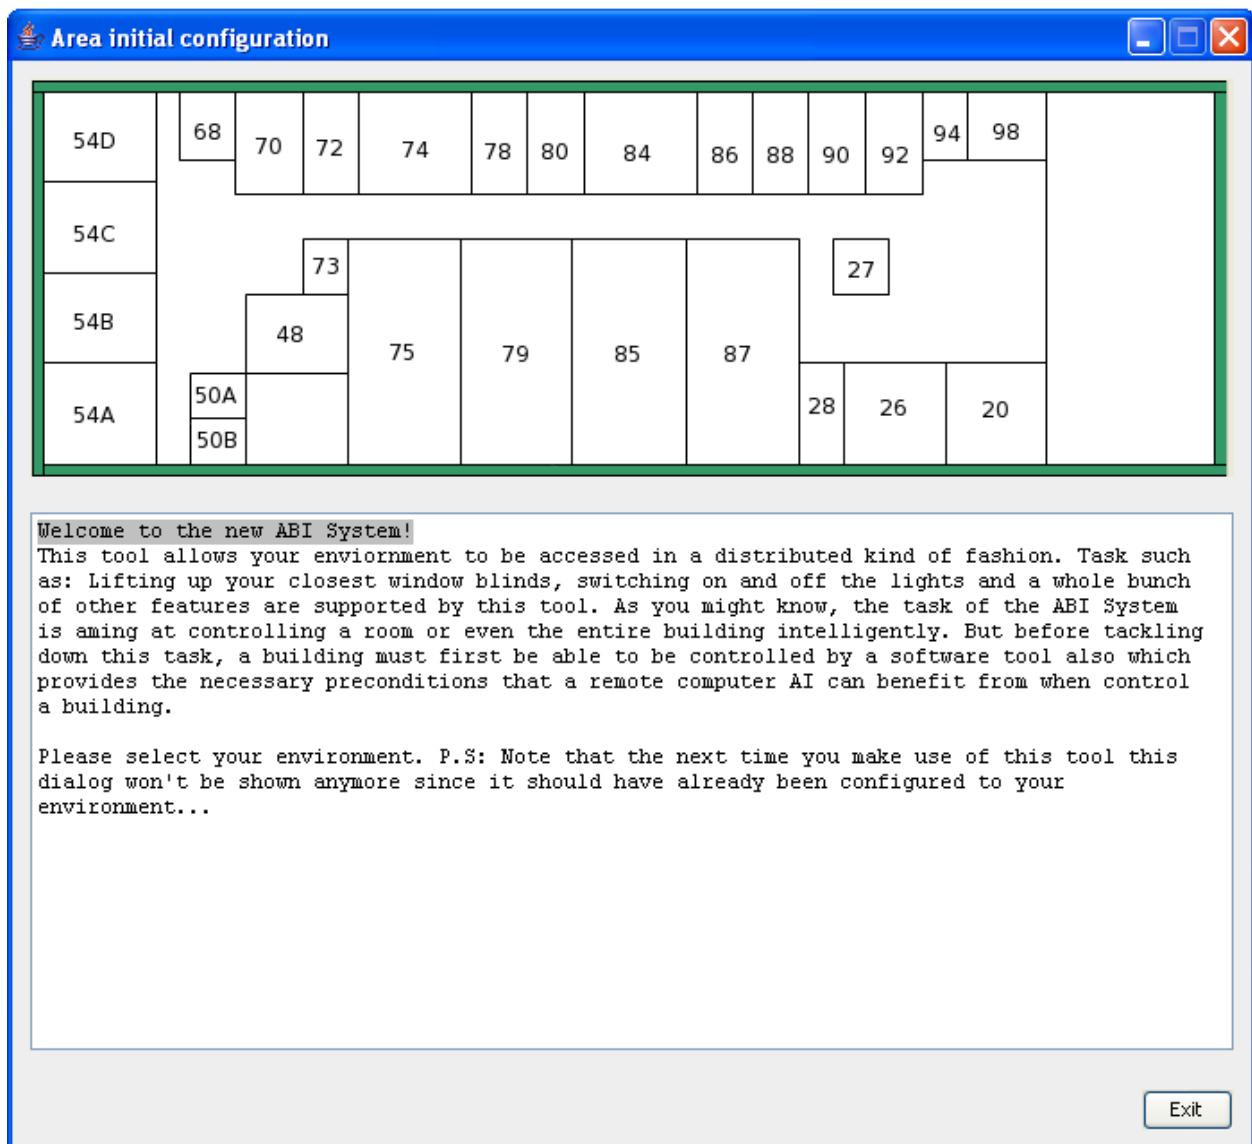 Area initial configuration
54D
68
70
72
74
78
80
84
86
88
90
92
94
98
54C
73
27
54B
48
75
79
85
87
54A
50A
50B
28
26
20
Welcome to the new ABI System!
This tool allows your enviornment to be accessed in a distributed kind of fashion. Task such
as: Lifting up your closest window blinds, switching on and off the lights and a whole bunch
of other features are supported by this tool. As you might know, the task of the ABI System
is aming at controlling a room or even the entire building intelligently. But before tackling
down this task, a building must first be able to be controlled by a software tool also which
provides the necessary preconditions that a remote computer AI can benefit from when control
a building.
Please select your environment. P.S: Note that the next time you make use of this tool this
dialog won't be shown anymore since it should have already been configured to your
environment...
Exit